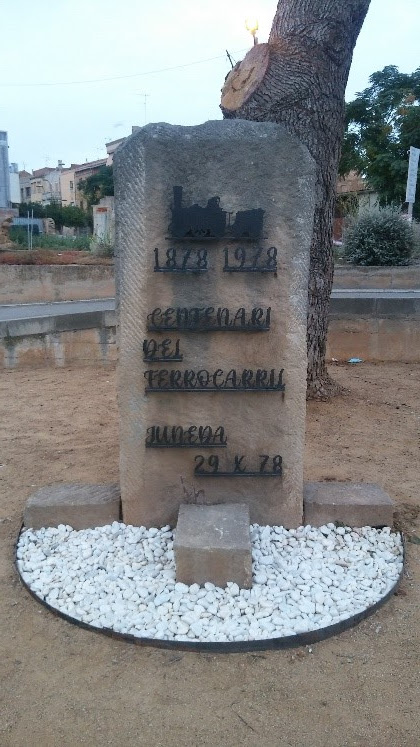 1878 1978
CENTENARI
DEL
FERROCARRIL
JUNEDA
29 X 78